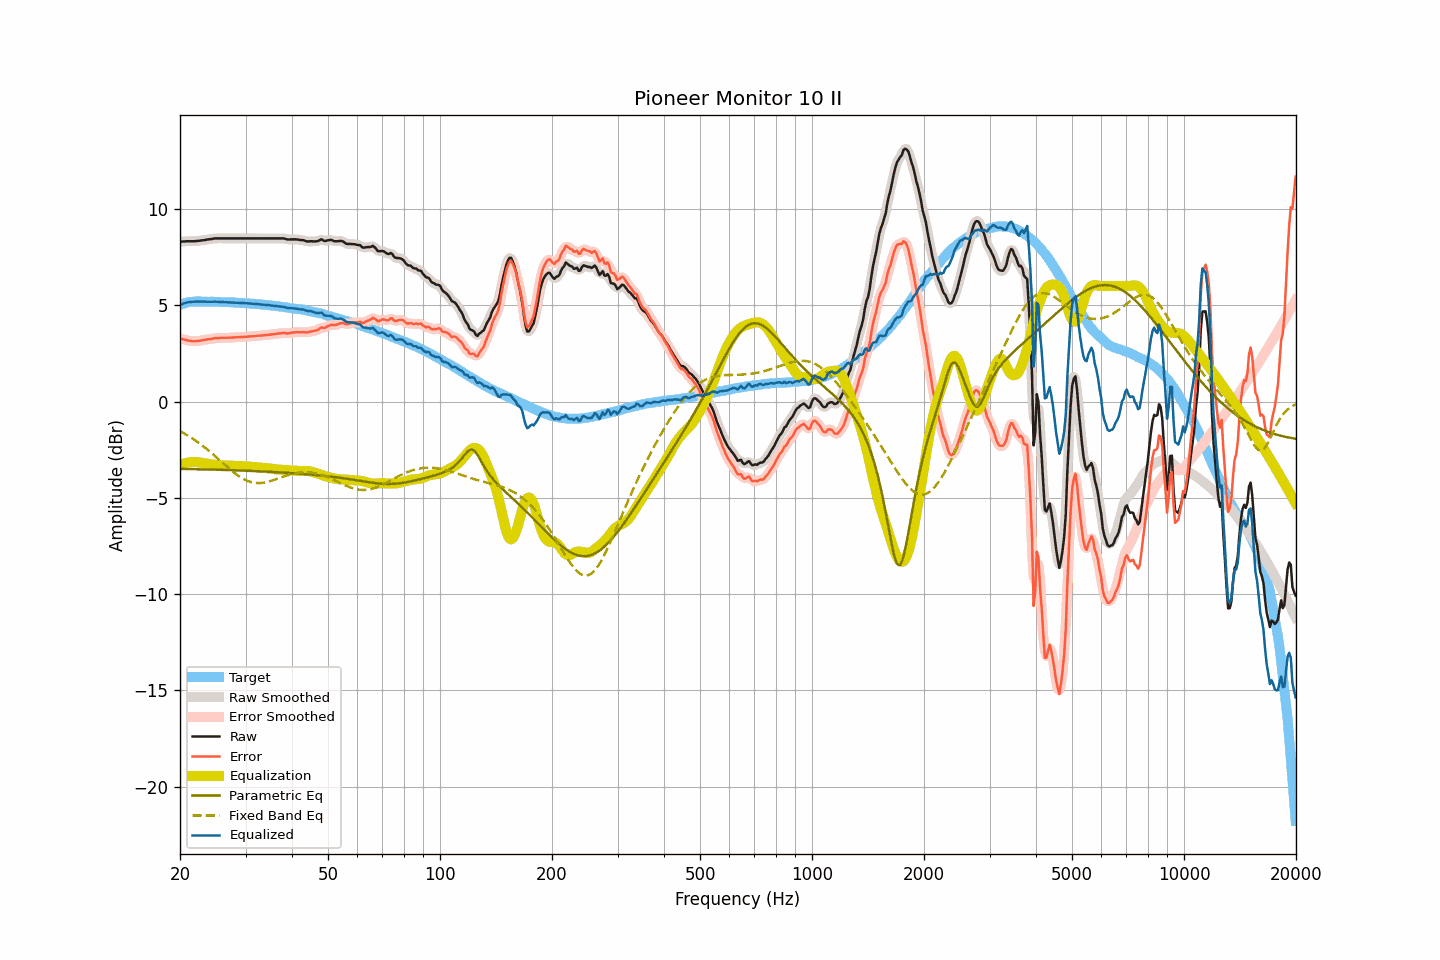 Pioneer Monitor 10 II
Amplitude (dBr)
10
5
0
−5
−10
−15
−20
Target
Raw Smoothed
Error Smoothed
Raw
Error
Equalization
Parametric Eq
Fixed Band Eq
Equalized
20 50 100 200 500 1000 2000 5000 10000 20000
Frequency (Hz)